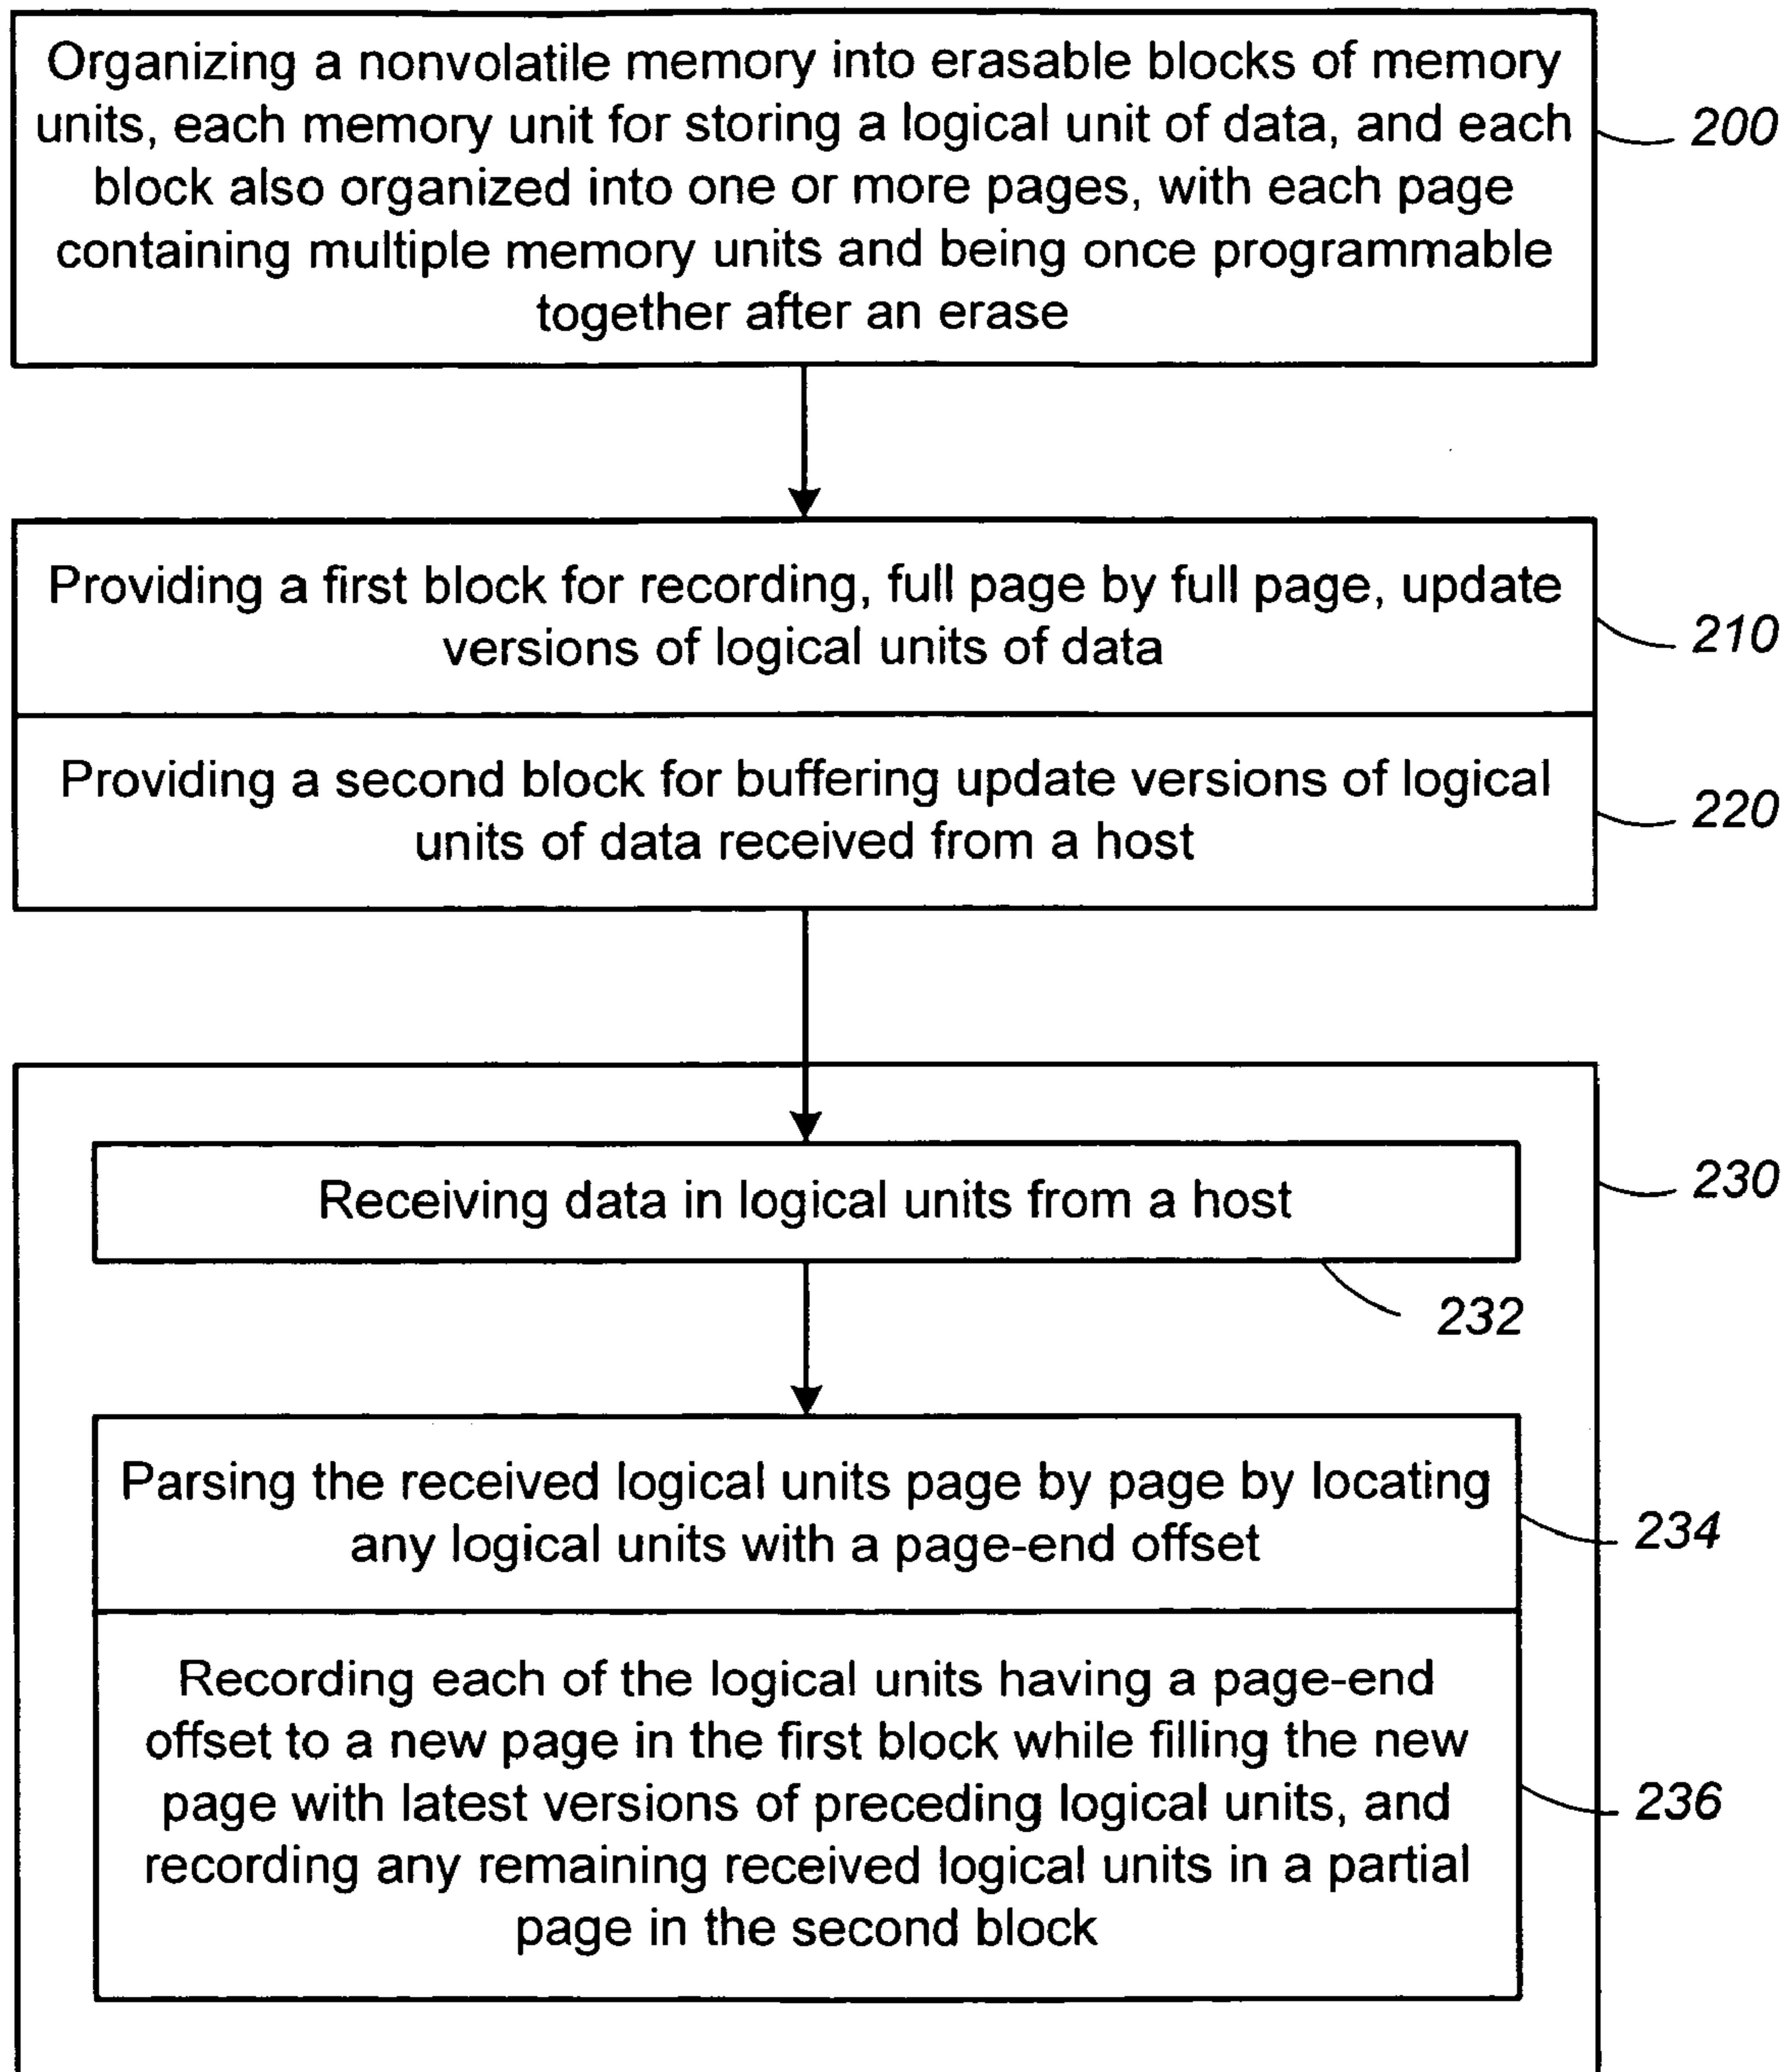 Organizing a nonvolatile memory into erasable blocks of memory
units, each memory unit for storing a logical unit of data, and each
block also organized into one or more pages, with each page
containing multiple memory units and being once programmable
together after an erase
200
Providing a first block for recording, full page by full page, update
versions of logical units of data
210
Providing a second block for buffering update versions of logical
units of data received from a host
220
230
Receiving data in logical units from a host
232
Parsing the received logical units page by page by locating
any logical units with a page-end offset
234
Recording each of the logical units having a page-end
offset to a new page in the first block while filling the new
page with latest versions of preceding logical units, and
recording any remaining received logical units in a partial
page in the second block
236